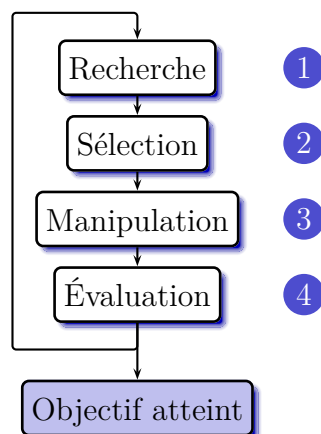 Recherche 1
Sélection 2
Manipulation 3
Évaluation 4
Objectif atteint